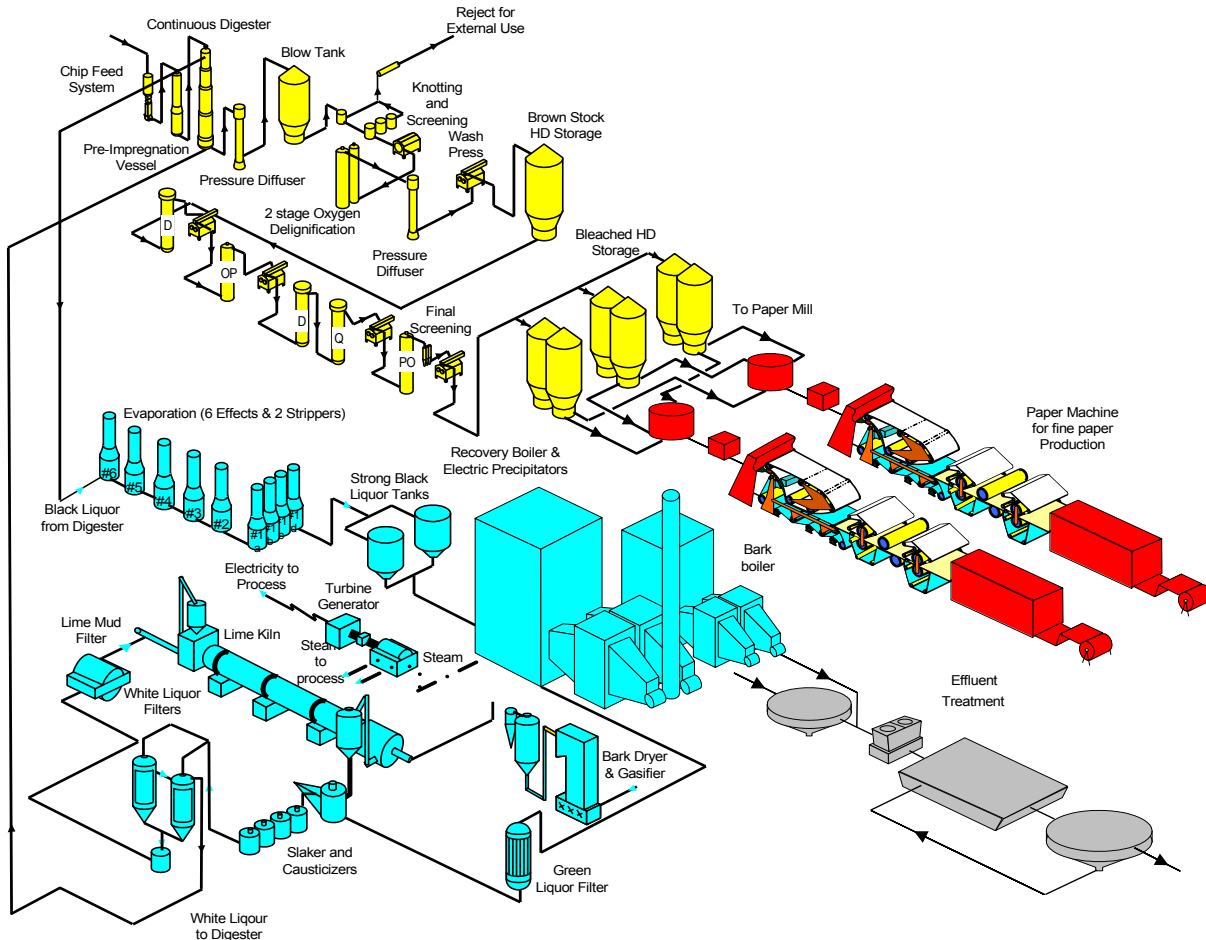 Reject for
External Use
Continuous Digester
Blow Tank
Chip Feed
System
Knotting and
Screening
Brown Stock
HD Storage
Wash
Press
Pre-Impregnation
Vessel
Pressure Diffuser
2 stage Oxygen
Delignification
Pressure
Diffuser
D
OP
D
Q
PO
Bleached HD
Storage
Final
Screening
To Paper Mill
Evaporation (6 Effects & 2 Strippers)
Paper Machine
for fine paper
Production
Recovery Boiler &
Electric Precipitators
#6
#5
#4
#3
#2
#1
#1
#1
#1
Strong Black
Liquor Tanks
Black Liquor
from Digester
Bark
boiler
Electricity to
Process
Turbine
Generator
Lime Mud
Filter
Lime Kiln
Steam
to
process
Steam
White Liquor
Filters
Effluent
Treatment
Bark Dryer
& Gasifier
Slaker and
Causticizers
Green
Liquor Filter
White Liqour
to Digester